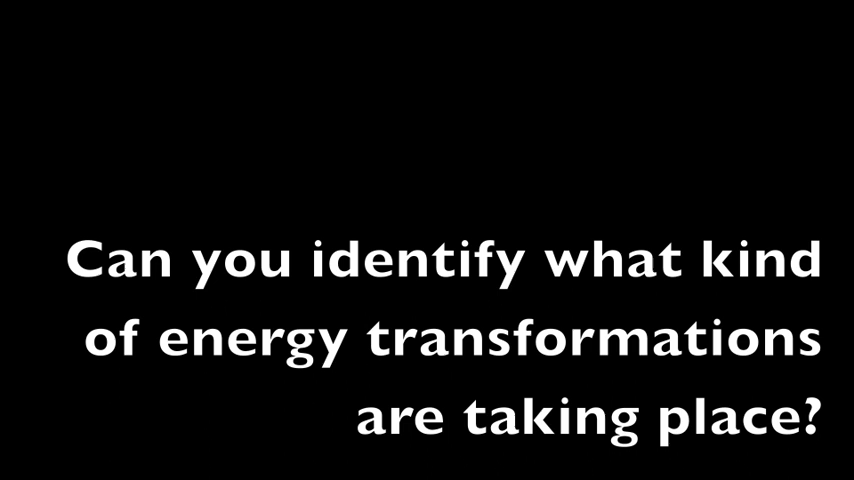 Can you identify what kind
of energy transformations
are taking place?